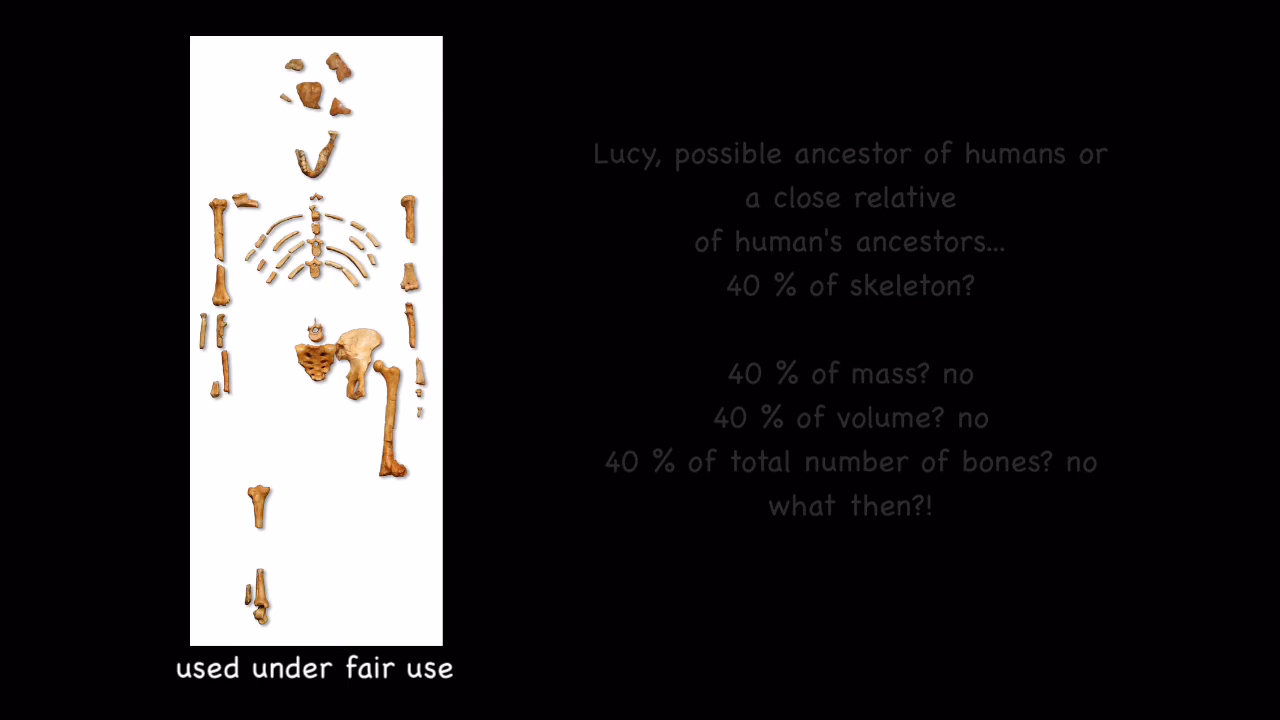 Lucy, possible ancestor of humans or
a close relative
of human's ancestors...
40 % of skeleton?
40 % of mass? no
40 % of volume? no
40 % of total number of bones? no
what then?!
used under fair use